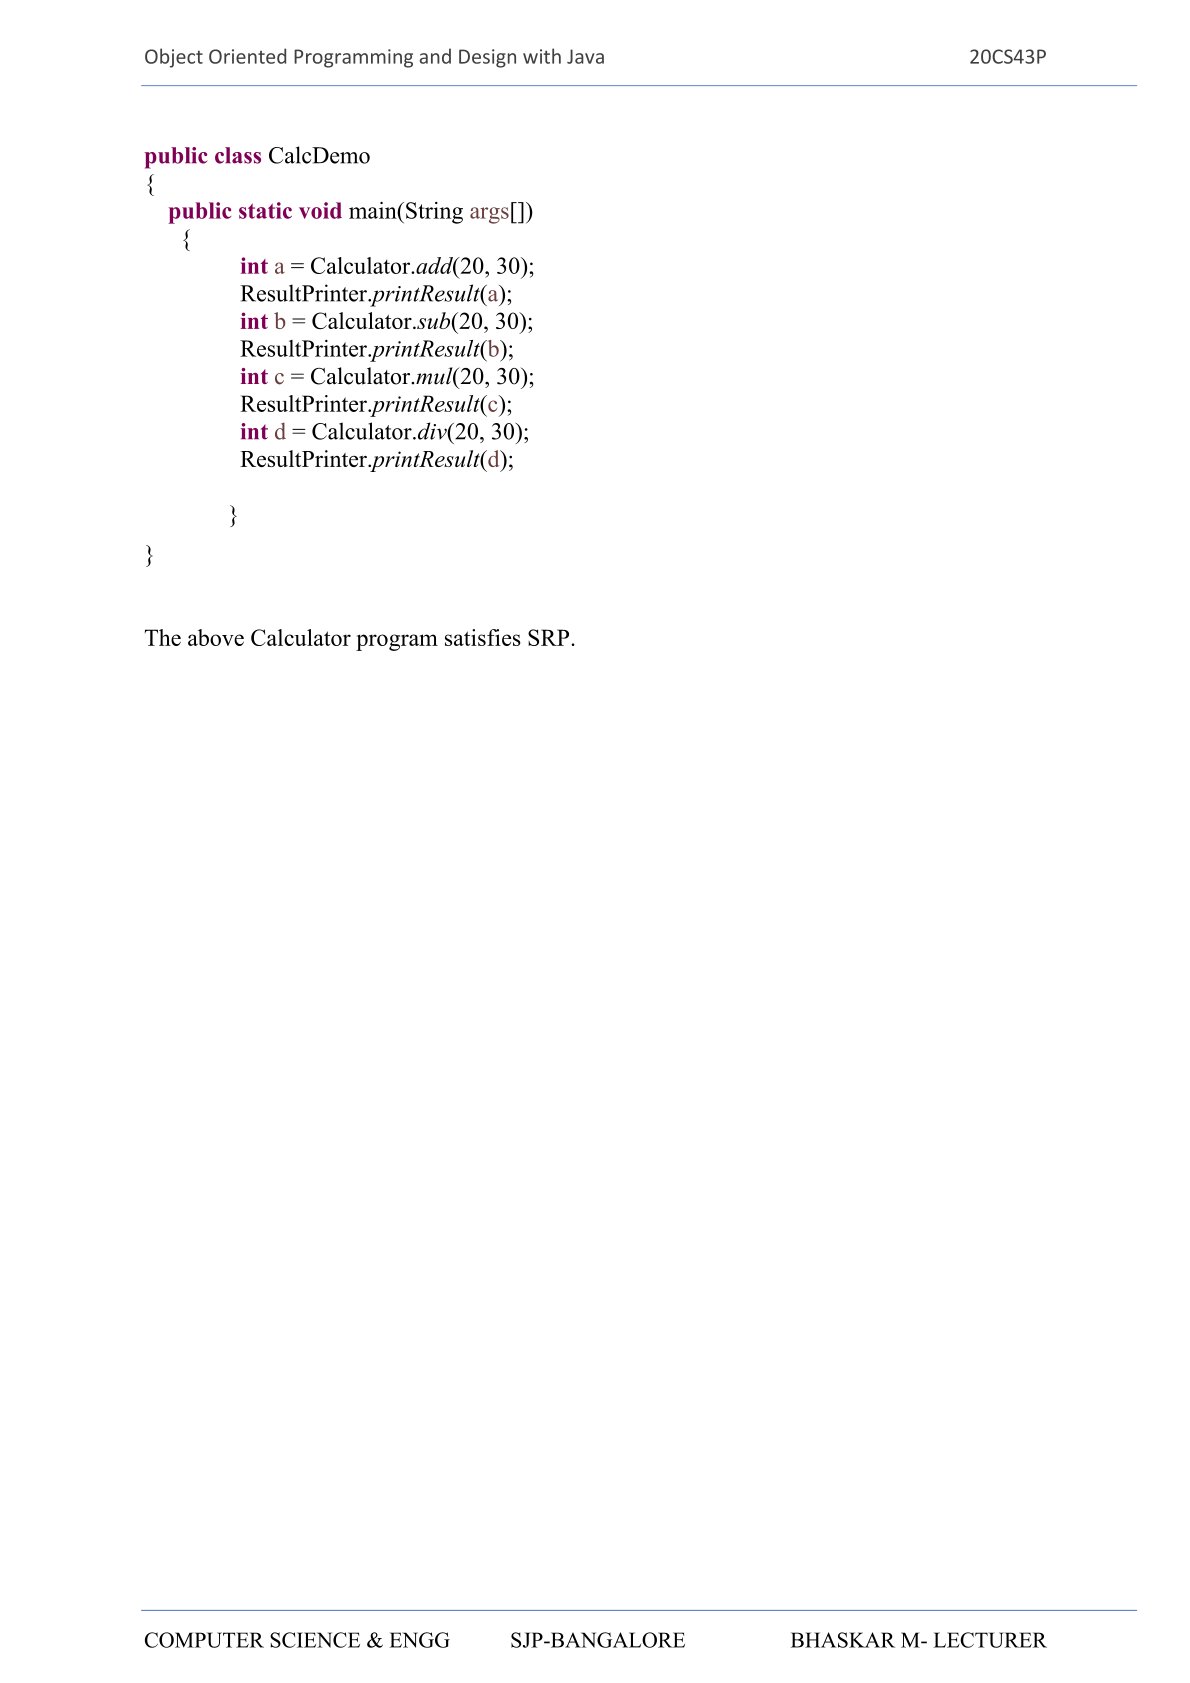 Object Oriented Programming and Design with Java 20CS43P
public class CalcDemo
{
public static void main(String args[])
{
int a = Calculator.add(20, 30);
ResultPrinter.printResult(a);
int b = Calculator.sub(20, 30);
ResultPrinter.printResult(b);
int c = Calculator.mul(20, 30);
ResultPrinter.printResult(c);
int d = Calculator.div(20, 30);
ResultPrinter.printResult(d);
}
}
The above Calculator program satisfies SRP.
COMPUTER SCIENCE & ENGG SJP-BANGALORE BHASKAR M- LECTURER